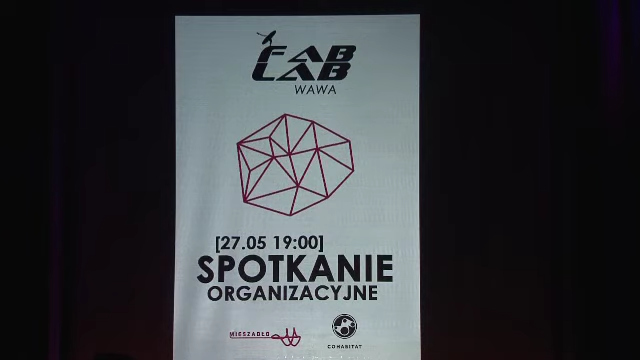 FAB
LAB
WAWA
[27.05 19:00]
SPOTKANIE
ORGANIZACYJNE
MIESZADŁO
COHABITAT